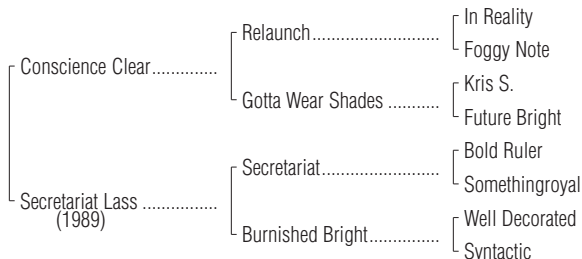 In Reality
Relaunch..............................
Foggy Note
Conscience Clear..............
Kris S.
Gotta Wear Shades ...........
Future Bright
Bold Ruler
Secretariat............................
Somethingroyal
Secretariat Lass ................
(1989)
Well Decorated
Burnished Bright................
Syntactic